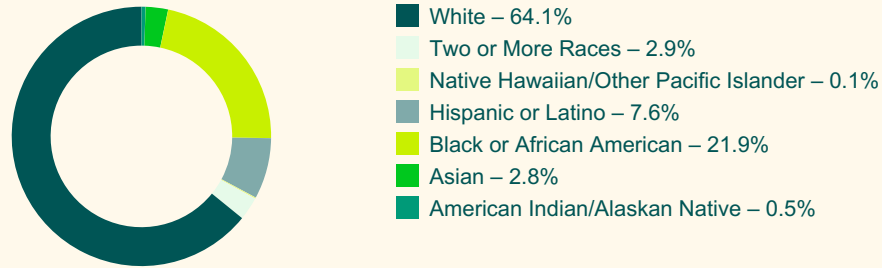 White – 64.1%
Two or More Races – 2.9%
Native Hawaiian/Other Pacific Islander – 0.1%
Hispanic or Latino – 7.6%
Black or African American – 21.9%
Asian – 2.8%
American Indian/Alaskan Native – 0.5%